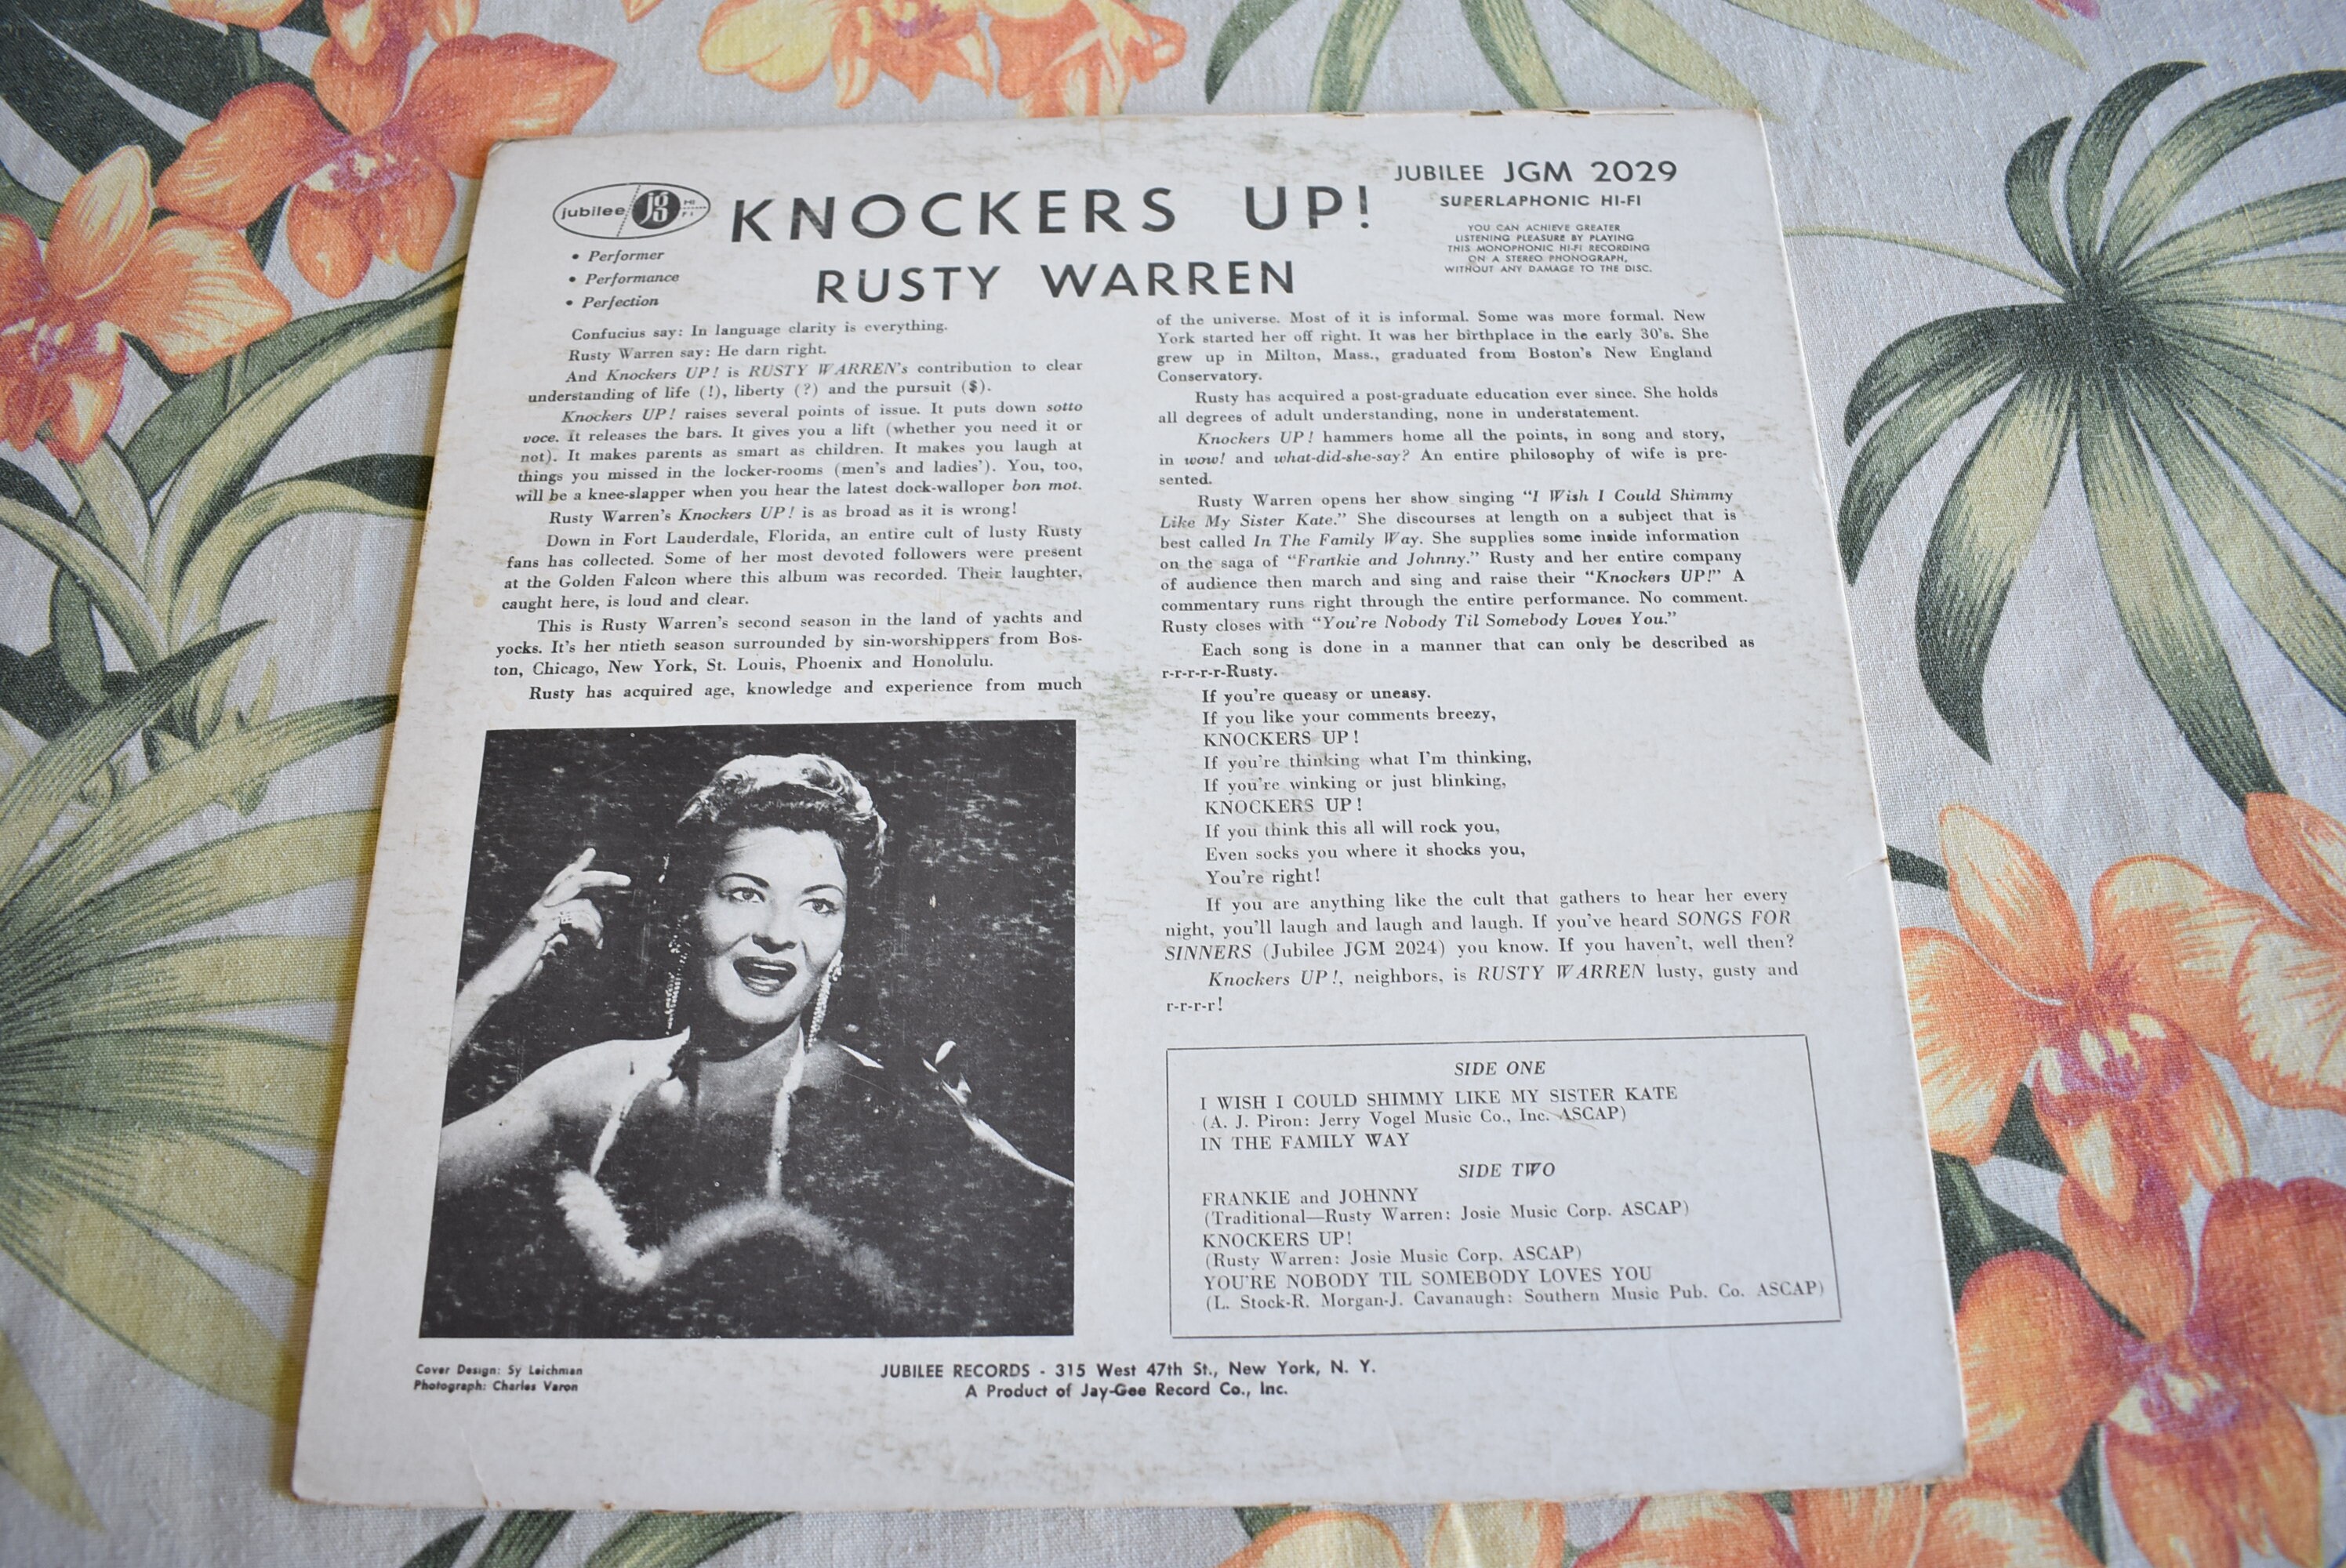 jubilee jg HI FI
KNOCKERS UP!
RUSTY WARREN
JUBILEE JGM 2029
SUPERLAPHONIC HI-FI
YOU CAN ACHIEVE GREATER
LISTENING PLEASURE BY PLAYING
THIS MONOPHONIC HI-FI RECORDING
ON A STEREO PHONOGRAPH,
WITHOUT ANY DAMAGE TO THE DISC.
• Performer
• Performance
• Perfection
Confucius say: In language clarity is everything.
Rusty Warren say: He darn right.
And Knockers UP! is RUSTY WARREN's contribution to clear
understanding of life (!), liberty (?) and the pursuit ($).
Knockers UP! raises several points of issue. It puts down sotto
voce. It releases the bars. It gives you a lift (whether you need it or
not). It makes parents as smart as children. It makes you laugh at
things you missed in the locker-rooms (men's and ladies'). You, too,
will be a knee-slapper when you hear the latest dock-walloper bon mot.
Rusty Warren's Knockers UP! is as broad as it is wrong!
Down in Fort Lauderdale, Florida, an entire cult of lusty Rusty
fans has collected. Some of her most devoted followers were present
at the Golden Falcon where this album was recorded. Their laughter,
caught here, is loud and clear.
This is Rusty Warren's second season in the land of yachts and
yocks. It's her ntieth season surrounded by sin-worshippers from Bos-
ton, Chicago, New York, St. Louis, Phoenix and Honolulu.
Rusty has acquired age, knowledge and experience from much
of the universe. Most of it is informal. Some was more formal. New
York started her off right. It was her birthplace in the early 30's. She
grew up in Milton, Mass., graduated from Boston's New England
Conservatory.
Rusty has acquired a post-graduate education ever since. She holds
all degrees of adult understanding, none in understatement.
Knockers UP! hammers home all the points, in song and story,
in wow! and what-did-she-say? An entire philosophy of wife is pre-
sented.
Rusty Warren opens her show singing "I Wish I Could Shimmy
Like My Sister Kate." She discourses at length on a subject that is
best called In The Family Way. She supplies some inside information
on the saga of "Frankie and Johnny." Rusty and her entire company
of audience then march and sing and raise their "Knockers UP!" A
commentary runs right through the entire performance. No comment.
Rusty closes with "You're Nobody Til Somebody Loves You."
Each song is done in a manner that can only be described as
r-r-r-r-r-Rusty.
If you're queasy or uneasy.
If you like your comments breezy,
KNOCKERS UP!
If you're thinking what I'm thinking,
If you're winking or just blinking,
KNOCKERS UP!
If you think this all will rock you,
Even socks you where it shocks you,
You're right!
If you are anything like the cult that gathers to hear her every
night, you'll laugh and laugh and laugh. If you've heard SONGS FOR
SINNERS (Jubilee JGM 2024) you know. If you haven't, well then?
Knockers UP!, neighbors, is RUSTY WARREN lusty, gusty and
r-r-r-r!
SIDE ONE
I WISH I COULD SHIMMY LIKE MY SISTER KATE
(A. J. Piron: Jerry Vogel Music Co., Inc. ASCAP)
IN THE FAMILY WAY
SIDE TWO
FRANKIE and JOHNNY
(Traditional—Rusty Warren: Josie Music Corp. ASCAP)
KNOCKERS UP!
(Rusty Warren: Josie Music Corp. ASCAP)
YOU'RE NOBODY TIL SOMEBODY LOVES YOU
(L. Stock-R. Morgan-J. Cavanaugh: Southern Music Pub. Co. ASCAP)
Cover Design: Sy Leichman
Photograph: Charles Varon
JUBILEE RECORDS - 315 West 47th St., New York, N. Y.
A Product of Jay-Gee Record Co., Inc.